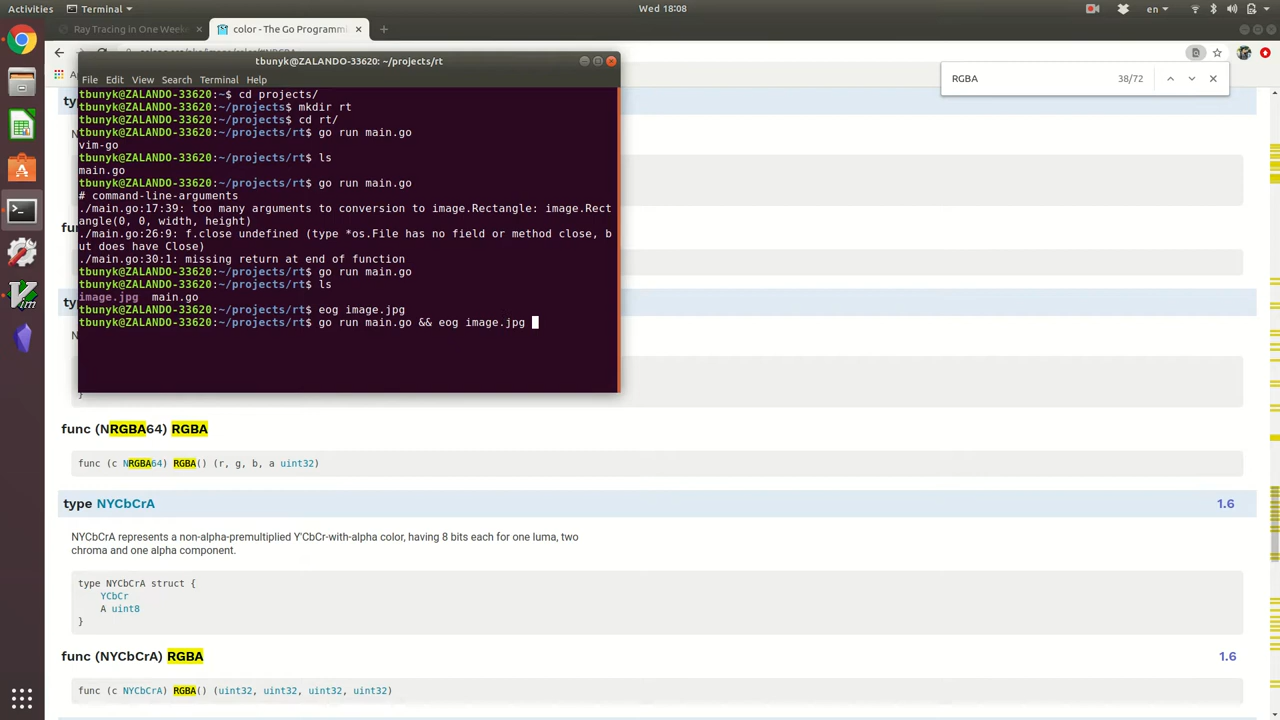 Activities
Terminal
Wed 18:08
en
Ray Tracing in One Week
color - The Go Programmi
tbunyk@ZALANDO-33620: ~/projects/rt
File Edit View Search Terminal Help
RGBA
38/72
tbunyk@ZALANDO-33620:~$ cd projects/
tbunyk@ZALANDO-33620:~/projects$ mkdir rt
tbunyk@ZALANDO-33620:~/projects$ cd rt/
tbunyk@ZALANDO-33620:~/projects/rt$ go run main.go
vim-go
tbunyk@ZALANDO-33620:~/projects/rt$ ls
main.go
tbunyk@ZALANDO-33620:~/projects/rt$ go run main.go
# command-line-arguments
./main.go:17:39: too many arguments to conversion to image.Rectangle: image.Rect
angle(0, 0, width, height)
./main.go:26:9: f.close undefined (type *os.File has no field or method close, b
ut does have Close)
./main.go:30:1: missing return at end of function
tbunyk@ZALANDO-33620:~/projects/rt$ go run main.go
tbunyk@ZALANDO-33620:~/projects/rt$ ls
image.jpg main.go
tbunyk@ZALANDO-33620:~/projects/rt$ eog image.jpg
tbunyk@ZALANDO-33620:~/projects/rt$ go run main.go && eog image.jpg
}
func (NRGBA64) RGBA
func (c NRGBA64) RGBA() (r, g, b, a uint32)
type NYCbCrA
1.6
NYCbCrA represents a non-alpha-premultiplied Y'CbCr-with-alpha color, having 8 bits each for one luma, two
chroma and one alpha component.
type NYCbCrA struct {
YCbCr
A uint8
}
func (NYCbCrA) RGBA
1.6
func (c NYCbCrA) RGBA() (uint32, uint32, uint32, uint32)